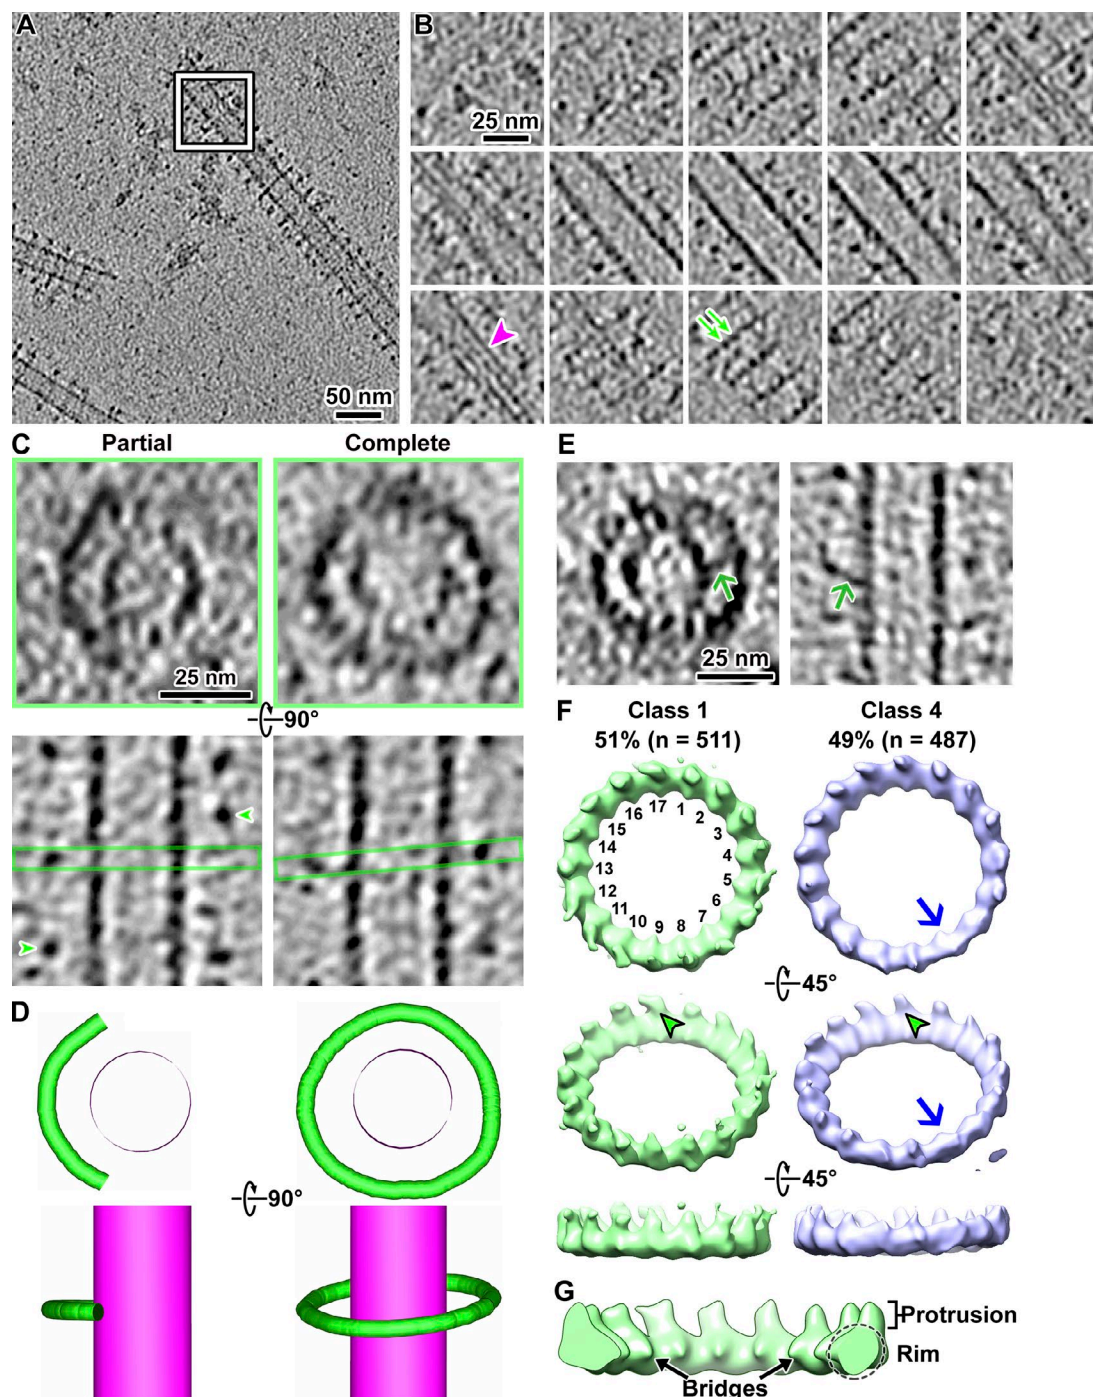 A
50 nm
B
25 nm
C
Partial
Complete
25 nm
90°
D
90°
E
25 nm
F
Class 1
51% (n = 511)
Class 4
49% (n = 487)
17
1
16
2
15
3
14
4
13
5
12
6
11
7
10
9
8
45°
45°
G
Protrusion
Rim
Bridges